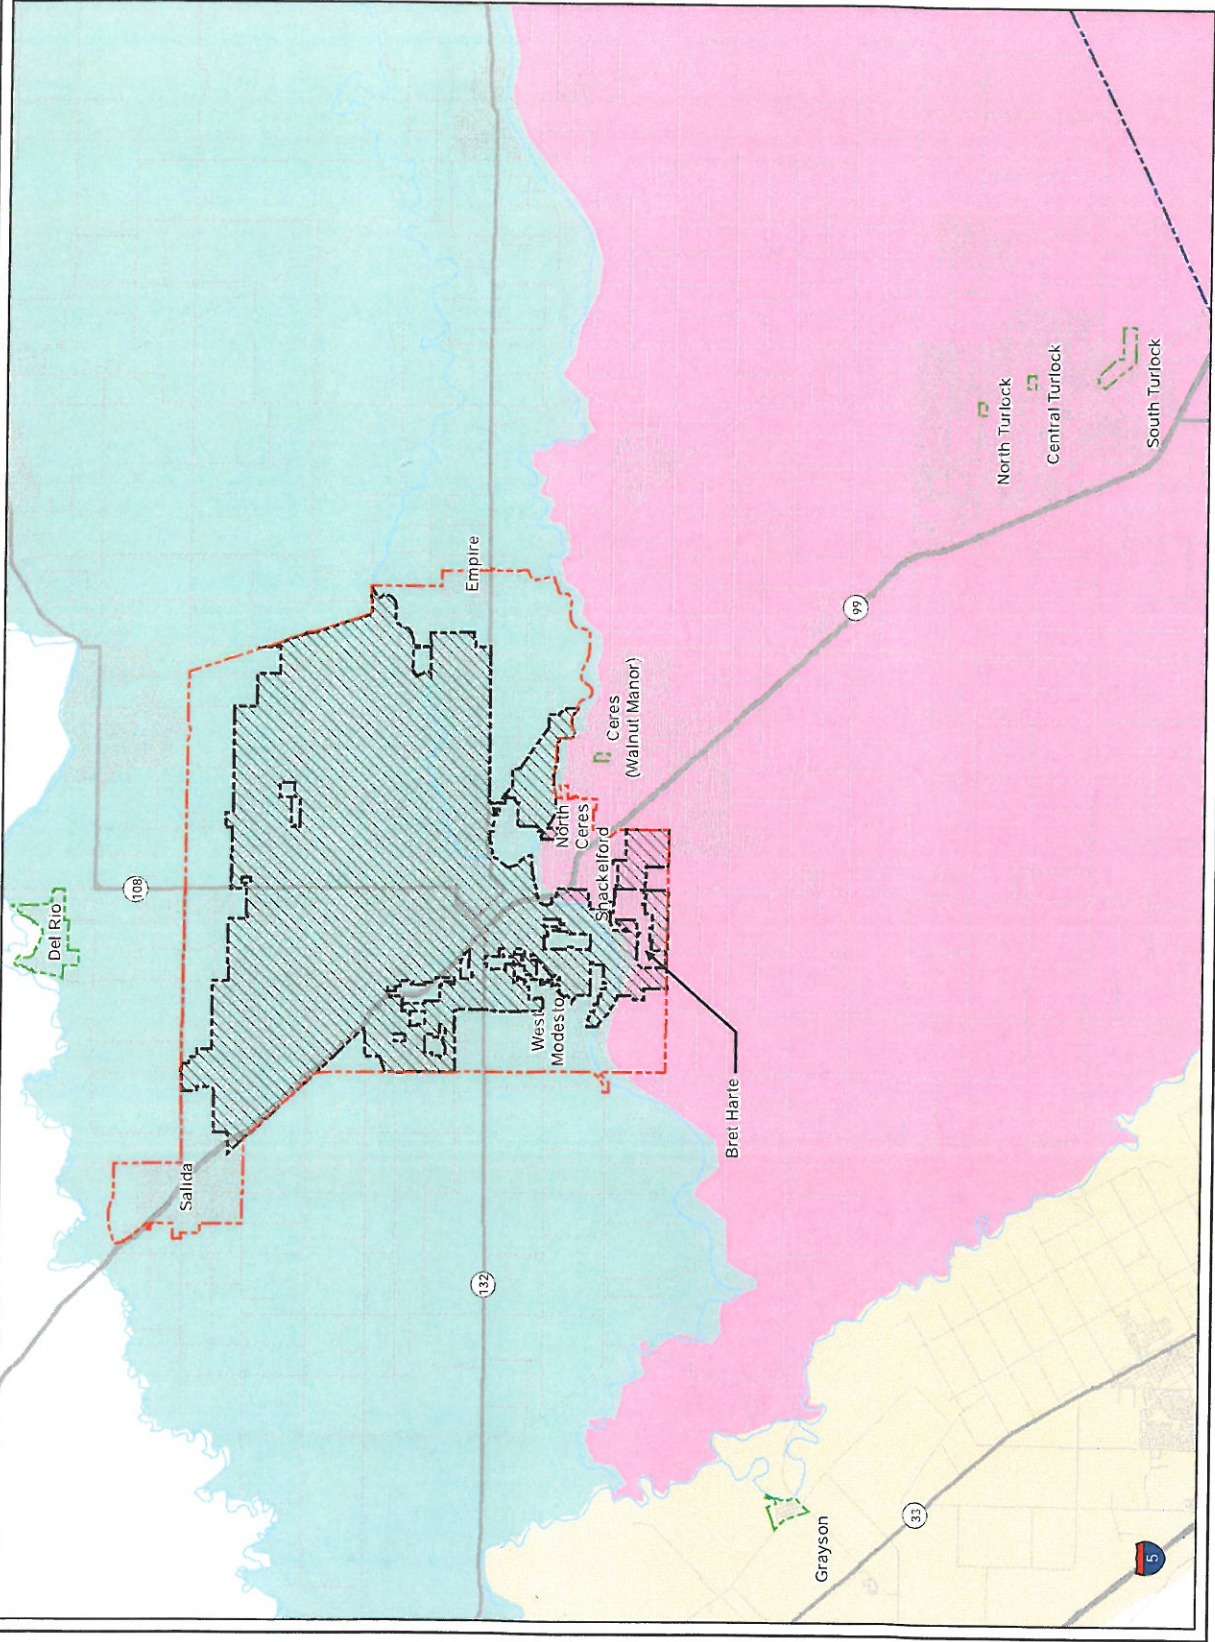 Salida
Del Rio
108
132
West
Modesto
Empire
North
Ceres
Shackelford
Ceres
(Walnut Manor)
Bret Harte
99
North Turlock
Central Turlock
South Turlock
Grayson
33
5